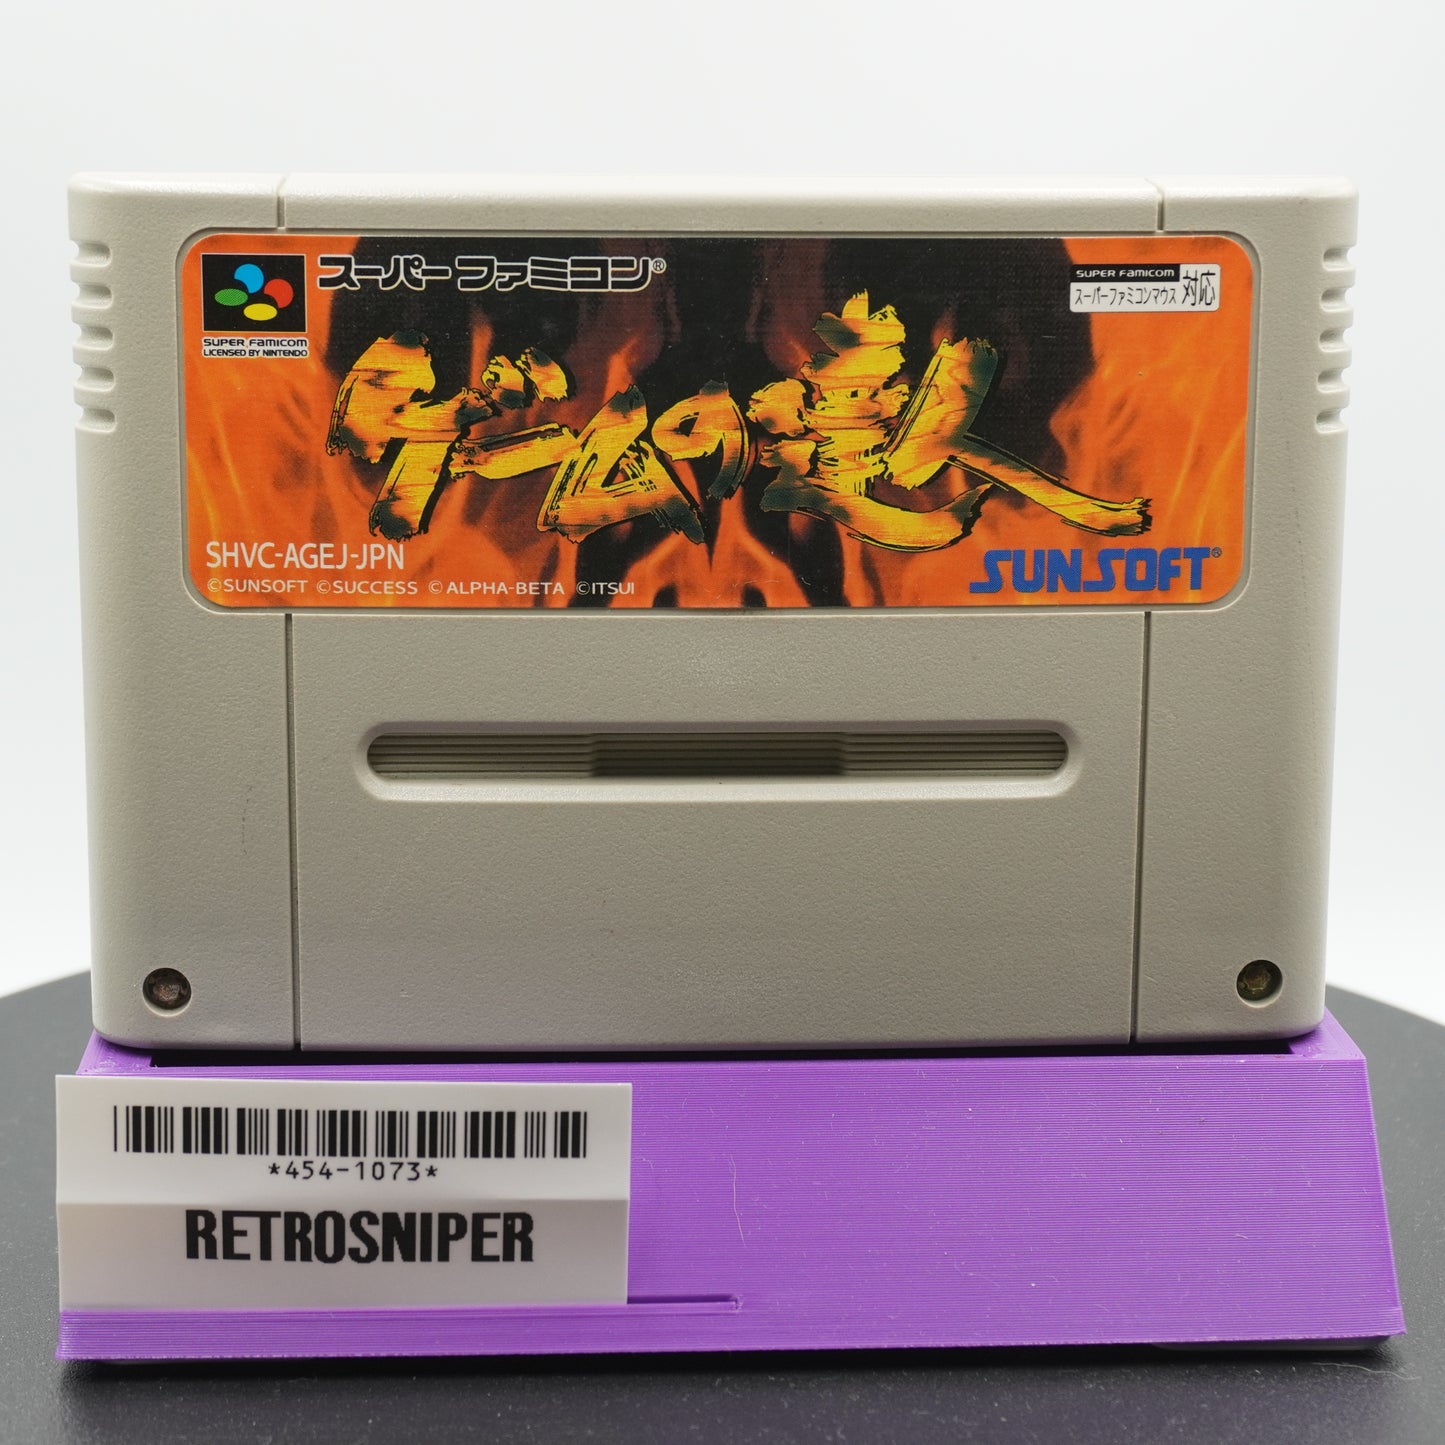 スーパーファミコン®
SUPER FAMICOM
LICENSED BY NINTENDO
SUPER FAMICOM
スーパーファミコンマウス 対応
ゲームの達人
SHVC-AGEJ-JPN
©SUNSOFT ©SUCCESS ©ALPHA-BETA ©ITSUI
SUNSOFT®
*454-1073*
RETROSNIPER